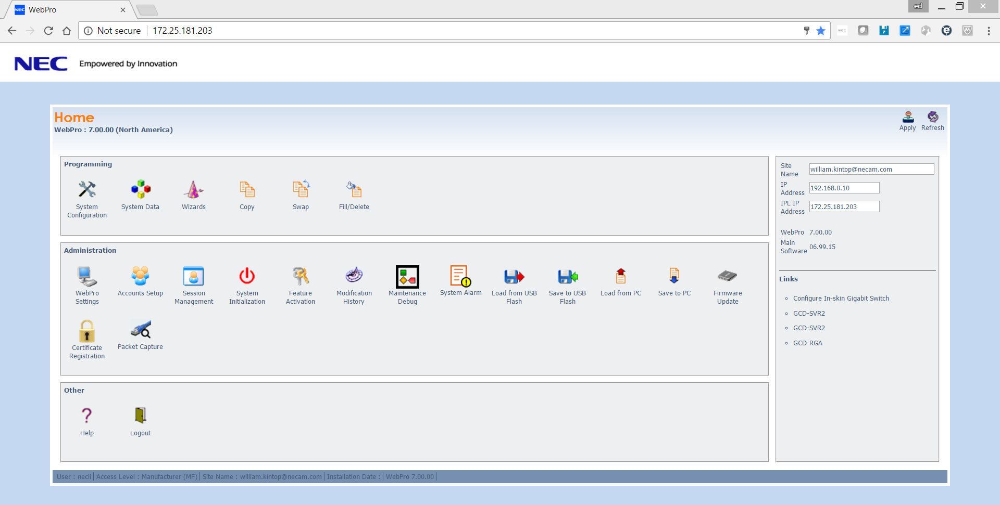 NEC WebPro
ed
Not secure 172.25.181.203
NEC
NEC Empowered by Innovation
Home
WebPro : 7.00.00 (North America)
Apply Refresh
Programming
System Configuration
System Data
Wizards
Copy
Swap
Fill/Delete
Administration
WebPro Settings
Accounts Setup
Session Management
System Initialization
Feature Activation
Modification History
Maintenance Debug
System Alarm
Load from USB Flash
Save to USB Flash
Load from PC
Save to PC
Firmware Update
Certificate Registration
Packet Capture
Other
Help
Logout
Site Name william.kintop@necam.com
IP Address 192.168.0.10
IPL IP Address 172.25.181.203
WebPro 7.00.00
Main Software 06.99.15
Links
Configure In-skin Gigabit Switch
GCD-SVR2
GCD-SVR2
GCD-RGA
User : necii | Access Level : Manufacturer (MF) | Site Name : william.kintop@necam.com | Installation Date : | WebPro 7.00.00 |